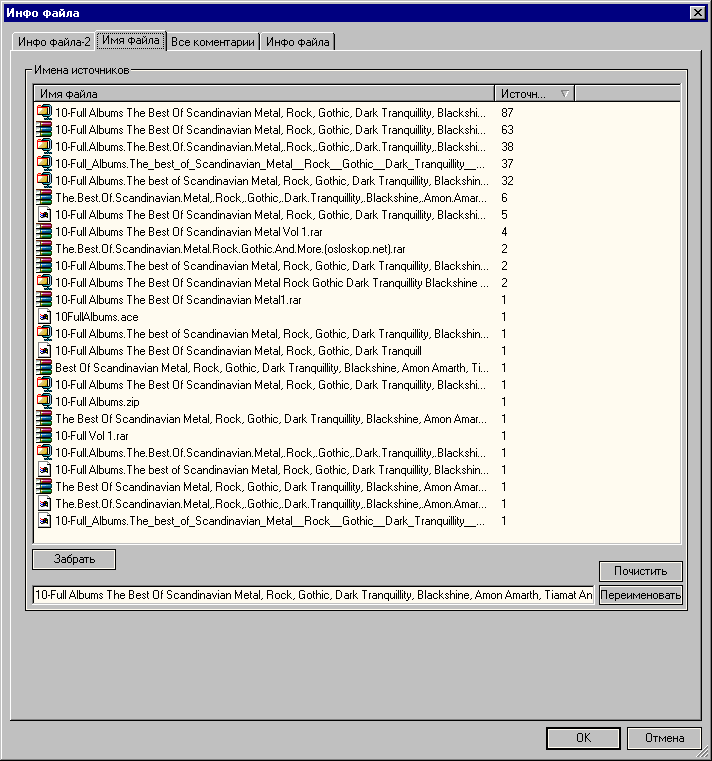 Инфо файла
Инфо файла-2 Имя файла Все коментарии Инфо файла
Имена источников
Имя файла Источн...
10-Full Albums The Best Of Scandinavian Metal, Rock, Gothic, Dark Tranquillity, Blackshi... 87
10-Full Albums The Best Of Scandinavian Metal, Rock, Gothic, Dark Tranquillity, Blackshi... 63
10-Full.Albums.The.Best.Of.Scandinavian.Metal,.Rock,.Gothic,.Dark.Tranquillity,.Blackshi... 38
10-Full_Albums.The_best_of_Scandinavian_Metal__Rock__Gothic__Dark_Tranquillity__... 37
10-Full Albums.The best of Scandinavian Metal, Rock, Gothic, Dark Tranquillity, Blackshin... 32
The.Best.Of.Scandinavian.Metal,.Rock,.Gothic,.Dark.Tranquillity,.Blackshine,.Amon.Amar... 6
10-Full Albums The Best Of Scandinavian Metal, Rock, Gothic, Dark Tranquillity, Blackshi... 5
10-Full Albums The Best Of Scandinavian Metal Vol 1.rar 4
The.Best.Of.Scandinavian.Metal.Rock.Gothic.And.More.(osloskop.net).rar 2
10-Full Albums.The best of Scandinavian Metal, Rock, Gothic, Dark Tranquillity, Blackshin... 2
10-Full Albums The Best Of Scandinavian Metal Rock Gothic Dark Tranquillity Blackshine ... 2
10-Full Albums The Best Of Scandinavian Metal1.rar 1
10FullAlbums.ace 1
10-Full Albums.The best of Scandinavian Metal, Rock, Gothic, Dark Tranquillity, Blackshin... 1
10-Full Albums The Best Of Scandinavian Metal, Rock, Gothic, Dark Tranquill 1
Best Of Scandinavian Metal, Rock, Gothic, Dark Tranquillity, Blackshine, Amon Amarth, Ti... 1
10-Full Albums The Best Of Scandinavian Metal, Rock, Gothic, Dark Tranquillity, Blackshi... 1
10-Full Albums.zip 1
The Best Of Scandinavian Metal, Rock, Gothic, Dark Tranquillity, Blackshine, Amon Amar... 1
10-Full Vol 1.rar 1
10-Full.Albums.The.Best.Of.Scandinavian.Metal,.Rock,.Gothic,.Dark.Tranquillity,.Blackshi... 1
10-Full Albums.The best of Scandinavian Metal, Rock, Gothic, Dark Tranquillity, Blackshin... 1
The Best Of Scandinavian Metal, Rock, Gothic, Dark Tranquillity, Blackshine, Amon Amar... 1
The.Best.Of.Scandinavian.Metal,.Rock,.Gothic,.Dark.Tranquillity,.Blackshine,.Amon.Amar... 1
10-Full_Albums.The_best_of_Scandinavian_Metal__Rock__Gothic__Dark_Tranquillity__... 1
Забрать
Почистить
10-Full Albums The Best Of Scandinavian Metal, Rock, Gothic, Dark Tranquillity, Blackshine, Amon Amarth, Tiamat An Переименовать
OK Отмена